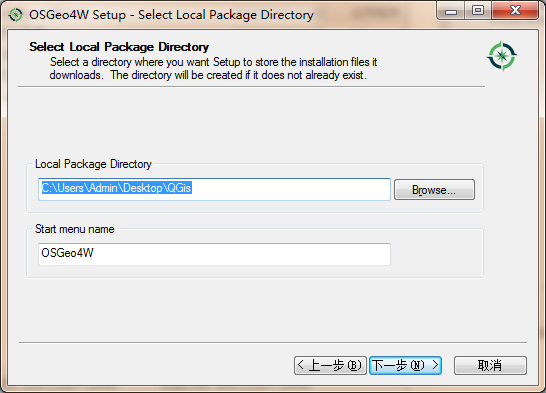 OSGeo4W Setup - Select Local Package Directory
Select Local Package Directory
Select a directory where you want Setup to store the installation files it
downloads. The directory will be created if it does not already exist.
Local Package Directory
C:\Users\Admin\Desktop\QGis
Browse...
Start menu name
OSGeo4W
< 上一步(B)
下一步(N) >
取消